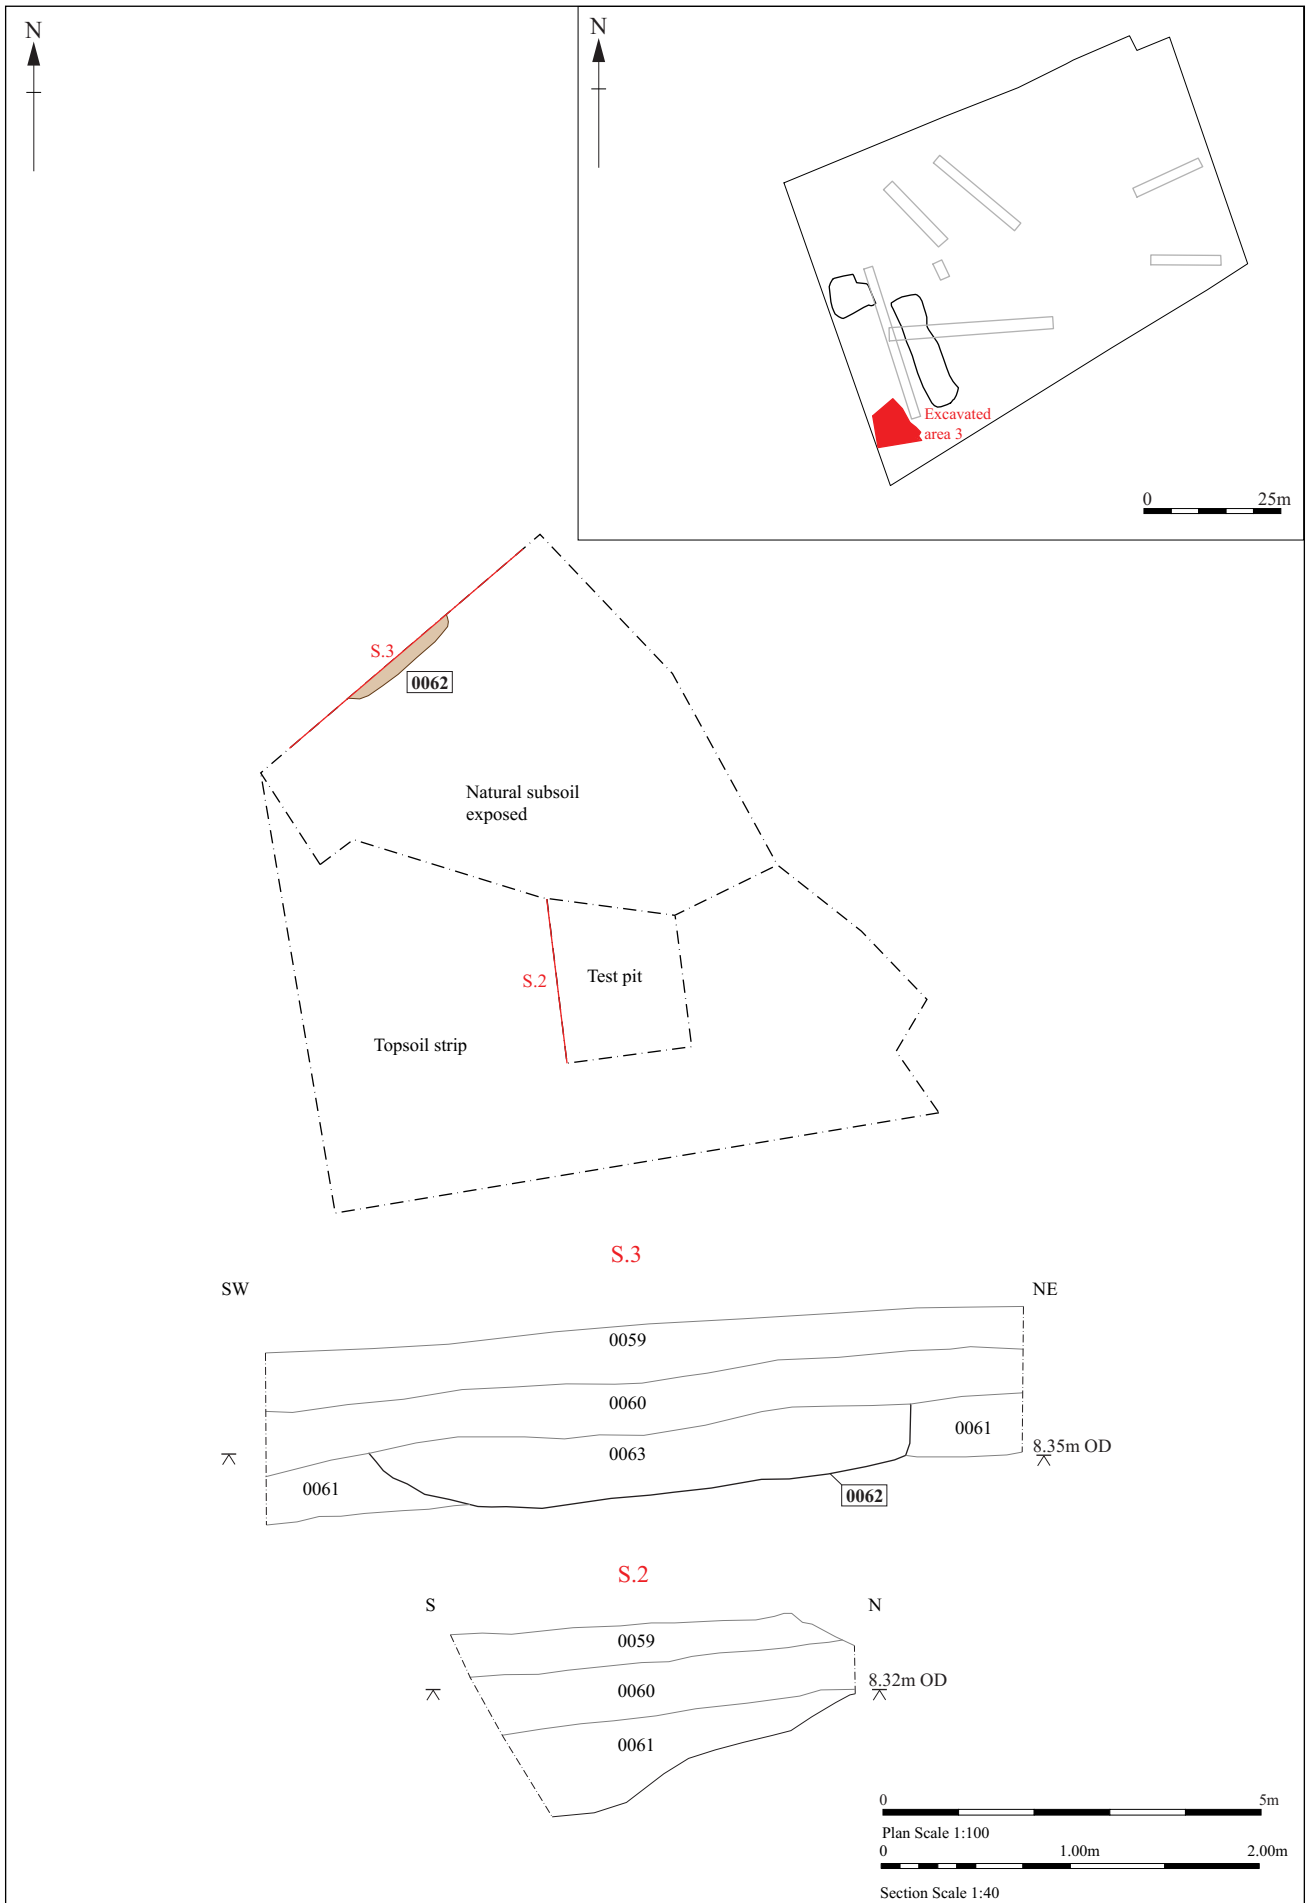 N
N
Excavated
area 3
0 25m
S.3
0062
Natural subsoil
exposed
S.2
Test pit
Topsoil strip
S.3
SW NE
0059
0060
0061
0063
8.35m OD
0061
0062
S.2
S N
0059
8.32m OD
0060
0061
0 5m
Plan Scale 1:100
0 1.00m 2.00m
Section Scale 1:40